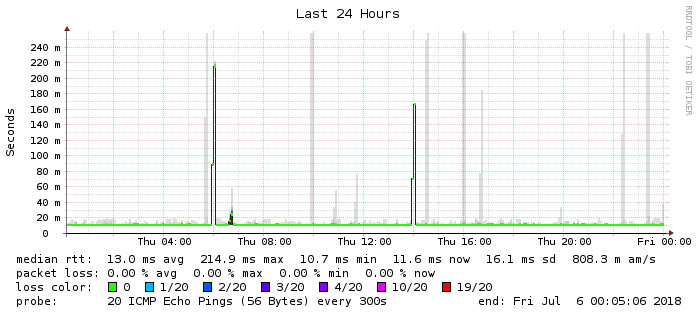 Last 24 Hours
RRDTOOL / TOBI OETIKER
Seconds
240 m
220 m
200 m
180 m
160 m
140 m
120 m
100 m
80 m
60 m
40 m
20 m
0
Thu 04:00 Thu 08:00 Thu 12:00 Thu 16:00 Thu 20:00 Fri 00:00
median rtt: 13.0 ms avg 214.9 ms max 10.7 ms min 11.6 ms now 16.1 ms sd 808.3 m am/s
packet loss: 0.00 % avg 0.00 % max 0.00 % min 0.00 % now
loss color: 0 1/20 2/20 3/20 4/20 10/20 19/20
probe: 20 ICMP Echo Pings (56 Bytes) every 300s end: Fri Jul 6 00:05:06 2018